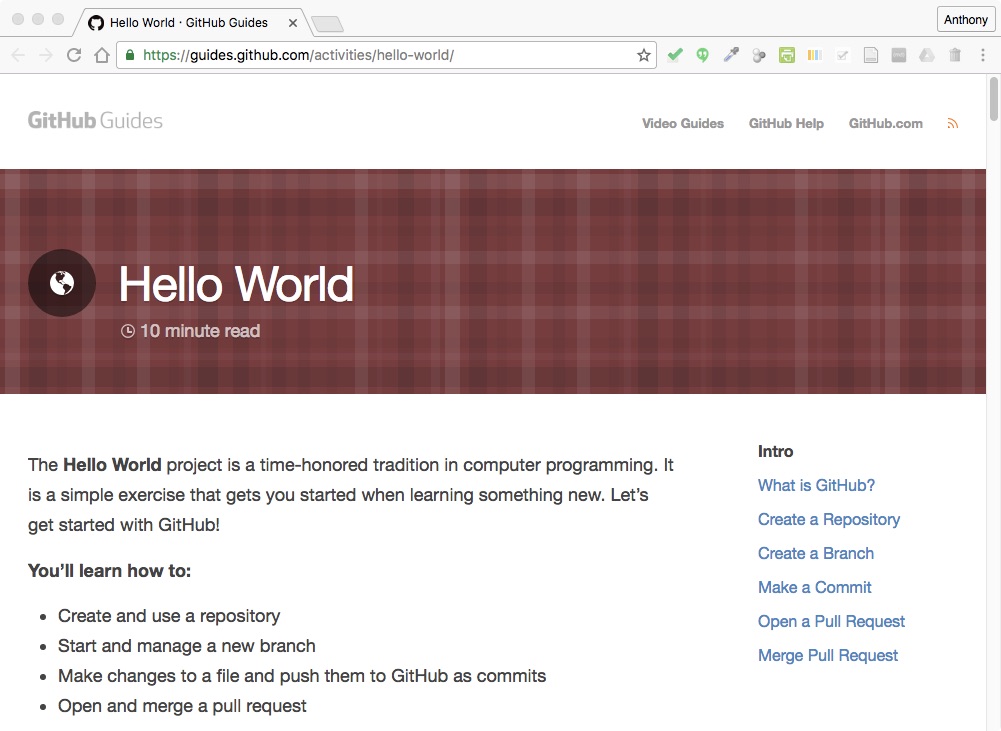 Hello World · GitHub Guides
Anthony
https://guides.github.com/activities/hello-world/
GitHub Guides
Video Guides
GitHub Help
GitHub.com
Hello World
10 minute read
The Hello World project is a time-honored tradition in computer programming. It
is a simple exercise that gets you started when learning something new. Let’s
get started with GitHub!
You’ll learn how to:
• Create and use a repository
• Start and manage a new branch
• Make changes to a file and push them to GitHub as commits
• Open and merge a pull request
Intro
What is GitHub?
Create a Repository
Create a Branch
Make a Commit
Open a Pull Request
Merge Pull Request